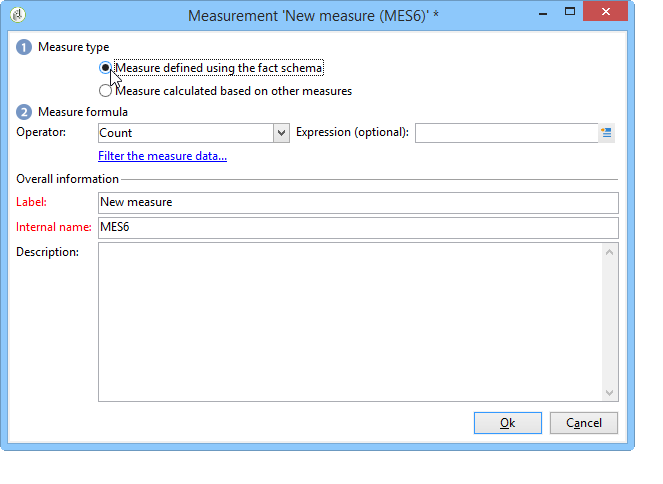 Measurement 'New measure (MES6)' *
1 Measure type
Measure defined using the fact schema
Measure calculated based on other measures
2 Measure formula
Operator: Count Expression (optional):
Filter the measure data...
Overall information
Label: New measure
Internal name: MES6
Description:
Ok Cancel